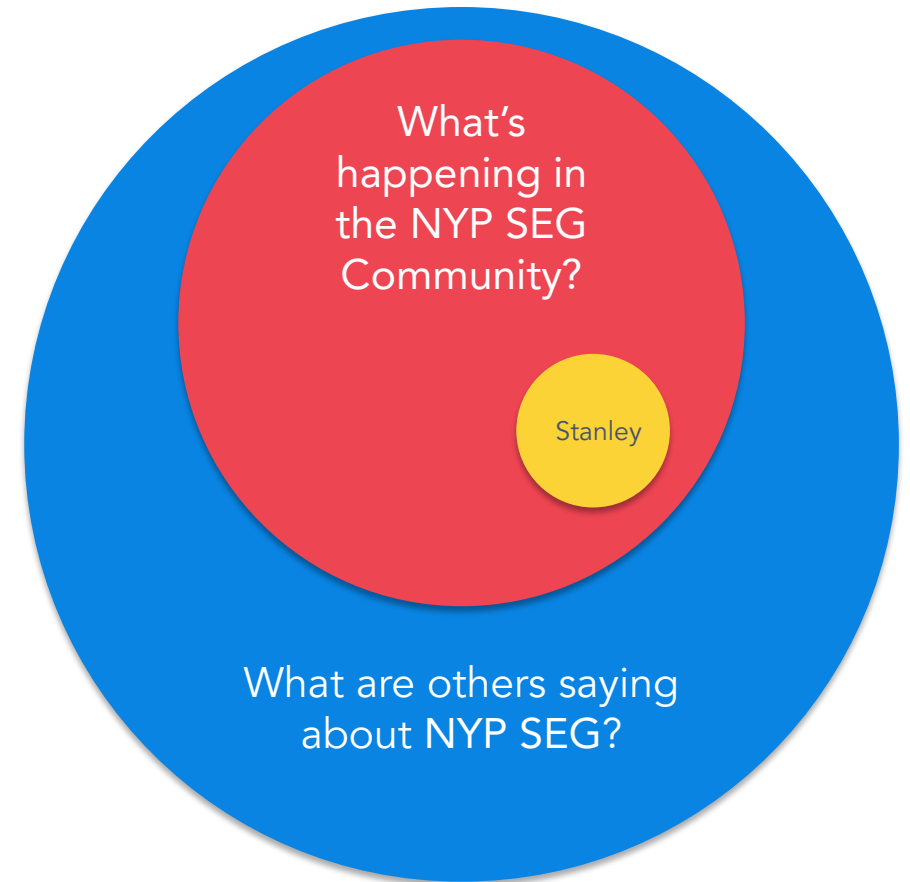 What’s
happening in
the NYP SEG
Community?
Stanley
What are others saying
about NYP SEG?